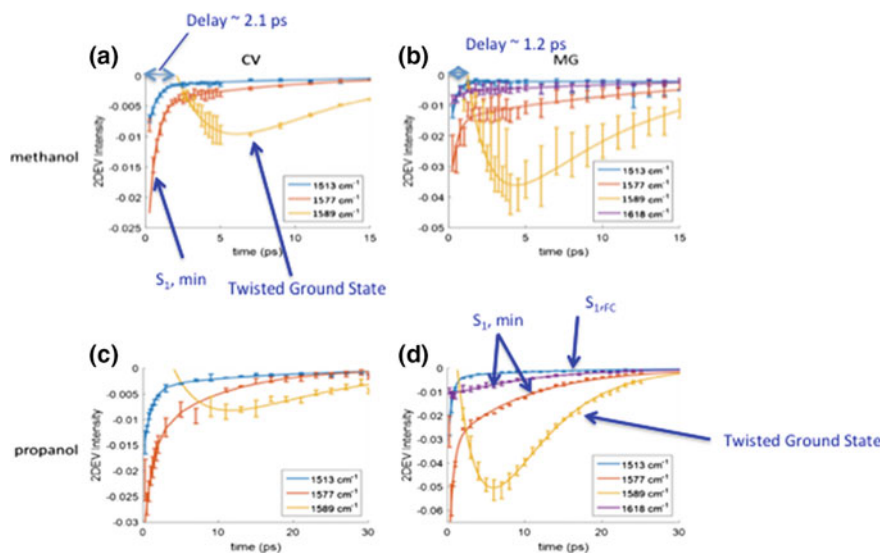 Delay ~ 2.1 ps
(a)
CV
(b)
Delay ~ 1.2 ps
MG
methanol
2DEV Intensity
0
-0.005
-0.01
-0.015
-0.02
-0.025
0
5
10
15
time (ps)
1513 cm⁻¹
1577 cm⁻¹
1589 cm⁻¹
2DEV Intensity
0
-0.01
-0.02
-0.03
-0.04
-0.05
0
5
10
15
time (ps)
1513 cm⁻¹
1577 cm⁻¹
1589 cm⁻¹
1618 cm⁻¹
S₁, min
Twisted Ground State
S₁, min
S₁,FC
(c)
(d)
propanol
2DEV Intensity
0
-0.005
-0.01
-0.015
-0.02
-0.025
-0.03
0
10
20
30
time (ps)
1513 cm⁻¹
1577 cm⁻¹
1589 cm⁻¹
2DEV Intensity
0
-0.01
-0.02
-0.03
-0.04
-0.05
-0.06
0
10
20
30
time (ps)
1513 cm⁻¹
1577 cm⁻¹
1589 cm⁻¹
1618 cm⁻¹
Twisted Ground State